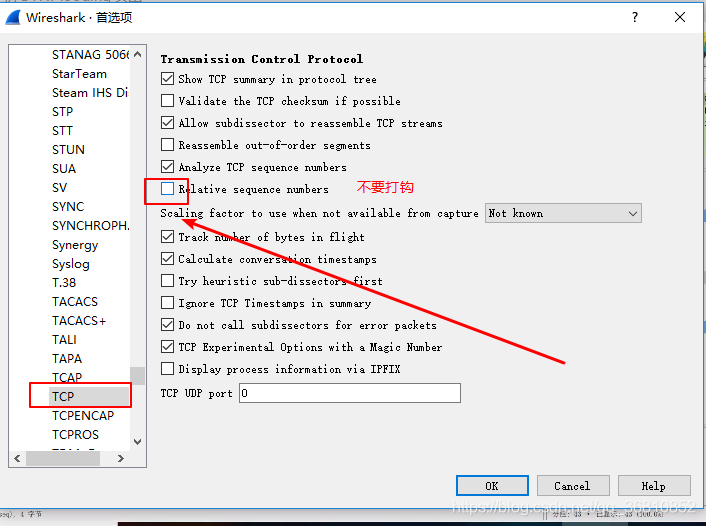 Wireshark · 首选项
?
STANAG 506
StarTeam
Steam IHS Di
STP
STT
STUN
SUA
SV
SYNC
SYNCHROPH.
Synergy
Syslog
T.38
TACACS
TACACS+
TALI
TAPA
TCAP
TCP
TCPENCAP
TCPROS
Transmission Control Protocol
Show TCP summary in protocol tree
Validate the TCP checksum if possible
Allow subdissector to reassemble TCP streams
Reassemble out-of-order segments
Analyze TCP sequence numbers
Relative sequence numbers 不要打钩
Scaling factor to use when not available from capture Not known
Track number of bytes in flight
Calculate conversation timestamps
Try heuristic sub-dissectors first
Ignore TCP Timestamps in summary
Do not call subdissectors for error packets
TCP Experimental Options with a Magic Number
Display process information via IPFIX
TCP UDP port 0
OK Cancel Help
seq), 4 字节
https://blog.csdn.net/qq_36816852